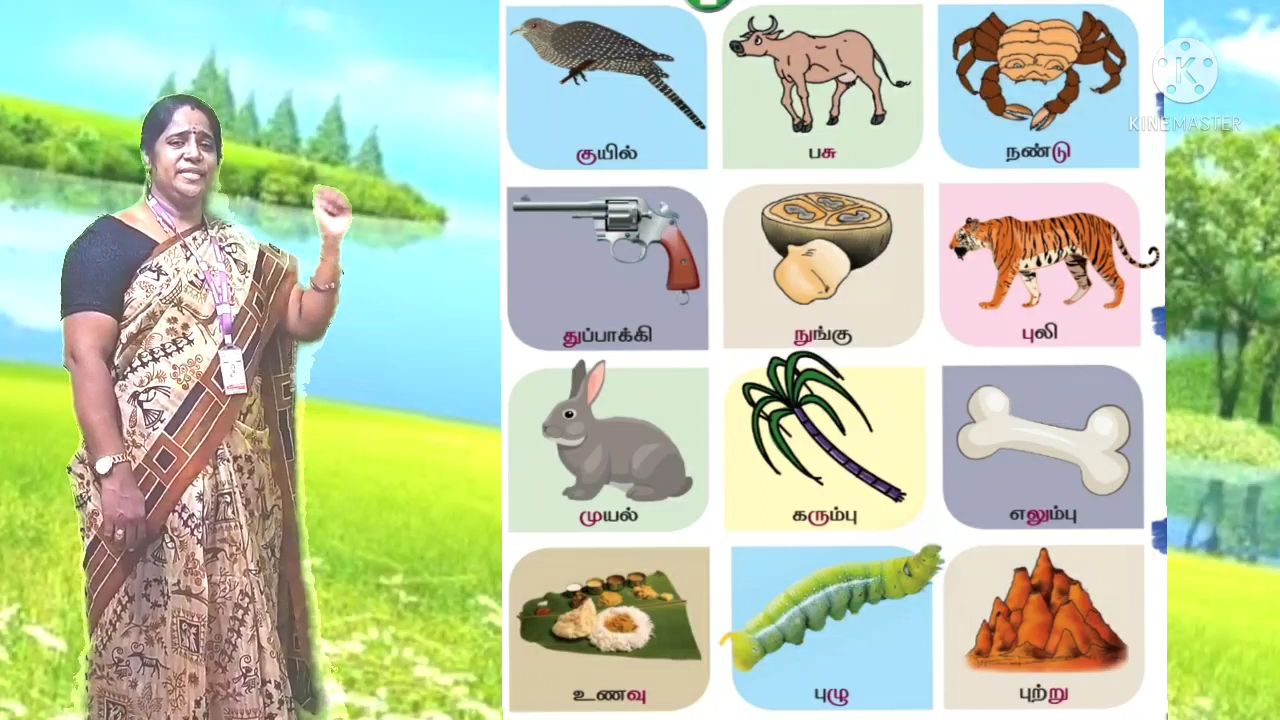 குயில்
பசு
நண்டு
KINEMASTER
துப்பாக்கி
நுங்கு
புலி
முயல்
கரும்பு
எலும்பு
உணவு
புழு
புற்று